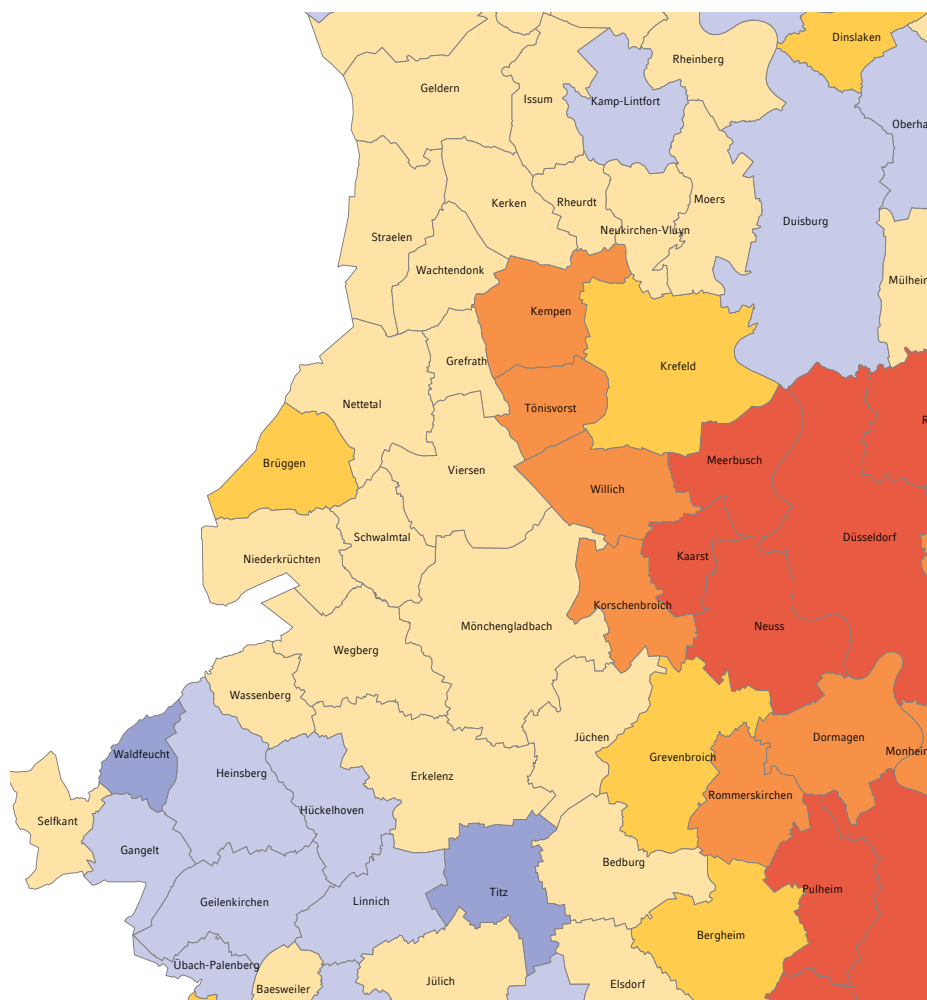 Dinslaken
Rheinberg
Geldern
Issum
Kamp-Lintfort
Oberha
Moers
Kerken
Rheurdt
Duisburg
Neukirchen-Vluyn
Straelen
Wachtendonk
Mülheim
Kempen
Grefrath
Krefeld
Nettetal
Tönisvorst
R
Meerbusch
Brüggen
Viersen
Willich
Schwalmtal
Düsseldorf
Kaarst
Niederkrüchten
Korschenbroich
Mönchengladbach
Neuss
Wegberg
Wassenberg
Jüchen
Dormagen
Monheim
Waldfeucht
Grevenbroich
Heinsberg
Erkelenz
Rommerskirchen
Hückelhoven
Selfkant
Gangelt
Bedburg
Pulheim
Titz
Geilenkirchen
Linnich
Bergheim
Übach-Palenberg
Jülich
Elsdorf
Baesweiler